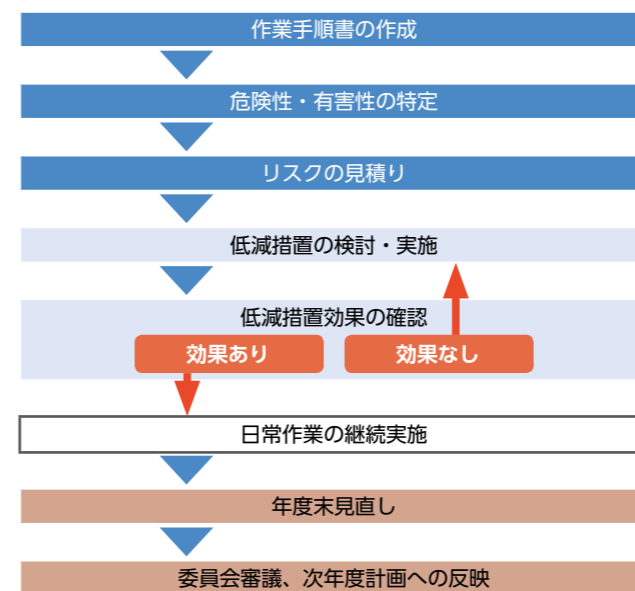 作業手順書の作成
危険性・有害性の特定
リスクの見積り
低減措置の検討・実施
低減措置効果の確認
効果あり 効果なし
日常作業の継続実施
年度末見直し
委員会審議、次年度計画への反映